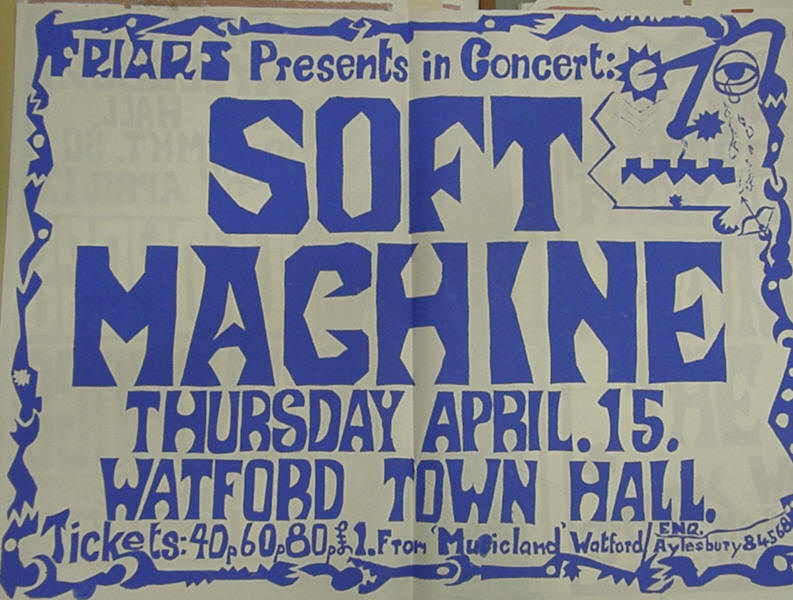 FRIARS Presents in Concert:
SOFT
MACHINE
THURSDAY APRIL. 15.
WATFORD TOWN HALL.
Tickets: 40p 60p 80p £1. From 'Musicland' Watford/ ENQ.
Aylesbury 84568